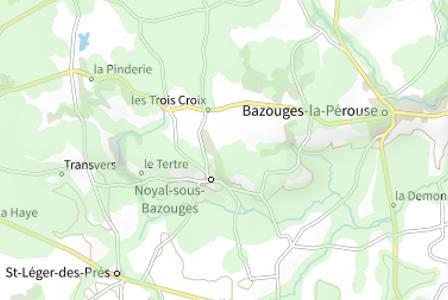 la Pinderie
les Trois Croix
Bazouges-la-Pérouse
Transvers
le Tertre
Noyal-sous-
Bazouges
la Demon
la Haye
St-Léger-des-Prés